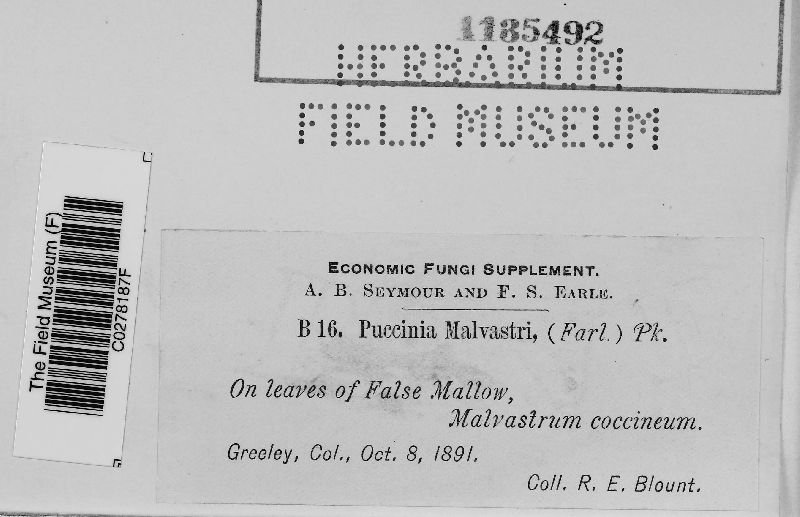 1185492
HERBARIUM
FIELD MUSEUM
The Field Museum (F)
C0278187F
ECONOMIC FUNGI SUPPLEMENT.
A. B. SEYMOUR AND F. S. EARLE.
B 16. Puccinia Malvastri, (Farl.) Pk.
On leaves of False Mallow,
Malvastrum coccineum.
Greeley, Col., Oct. 8, 1891.
Coll. R. E. Blount.